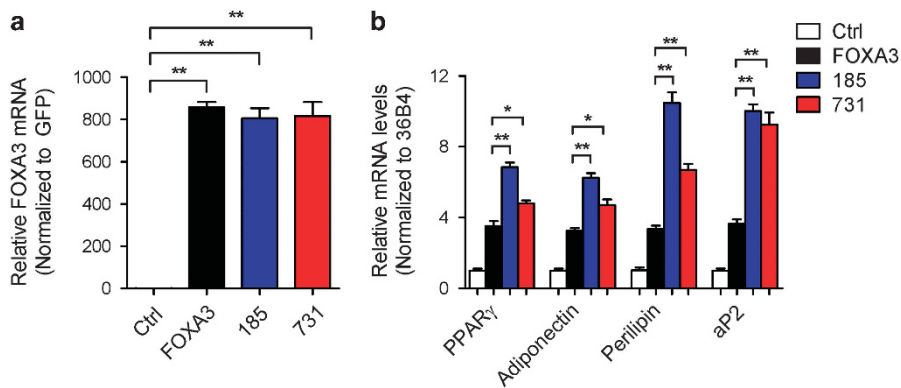 a
**
**
**
Relative FOXA3 mRNA
(Normalized to GFP)
1000
800
600
400
200
0
Ctrl
FOXA3
185
731
b
Relative mRNA levels
(Normalized to 36B4)
12
8
4
0
*
**
*
**
**
**
**
**
PPARγ
Adiponectin
Perilipin
aP2
Ctrl
FOXA3
185
731